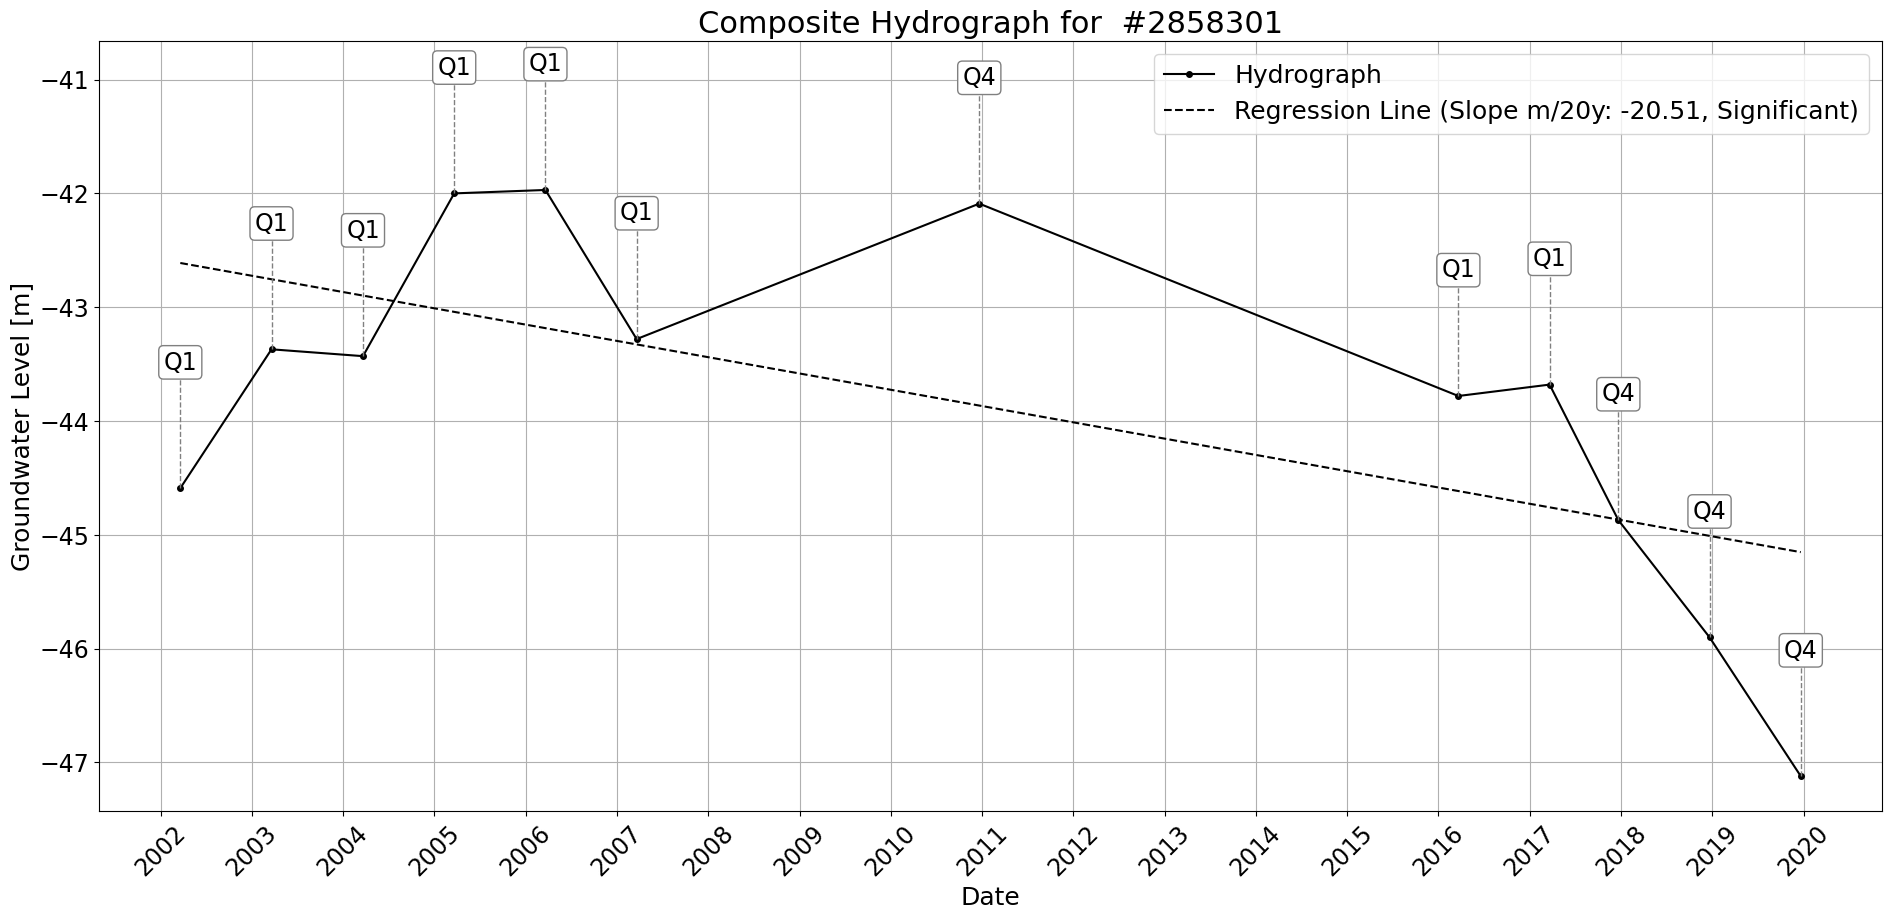 Composite Hydrograph for  #2858301
Hydrograph
Regression Line (Slope m/20y: -20.51, Significant)
Q1
Q1
Q1
Q1
Q1
Q1
Q4
Q1
Q1
Q4
Q4
Q4
Groundwater Level [m]
−41
−42
−43
−44
−45
−46
−47
2002
2003
2004
2005
2006
2007
2008
2009
2010
2011
2012
2013
2014
2015
2016
2017
2018
2019
2020
Date